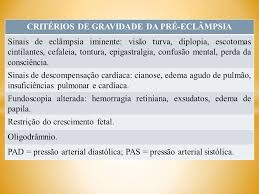 CRITÉRIOS DE GRAVIDADE DA PRÉ-ECLÂMPSIA
Sinais de eclâmpsia iminente: visão turva, diplopia, escotomas
cintilantes, cefaleia, tontura, epigastralgia, confusão mental, perda da
consciência.
Sinais de descompensação cardíaca: cianose, edema agudo de pulmão,
insuficiências pulmonar e cardíaca.
Fundoscopia alterada: hemorragia retiniana, exsudatos, edema de
papila.
Restrição do crescimento fetal.
Oligodrâmnio.
PAD = pressão arterial diastólica; PAS = pressão arterial sistólica.